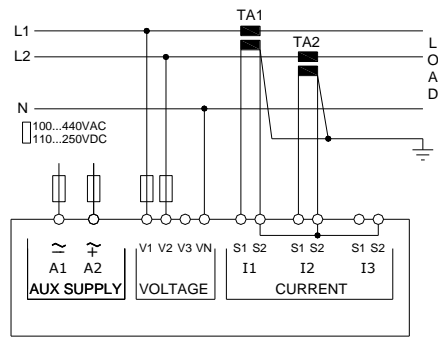 TA1
L1
TA2
L2
LOAD
N
100...440VAC
110...250VDC
V1 V2 V3 VN S1 S2 S1 S2 S1 S2
A1 A2 I1 I2 I3
AUX SUPPLY VOLTAGE CURRENT